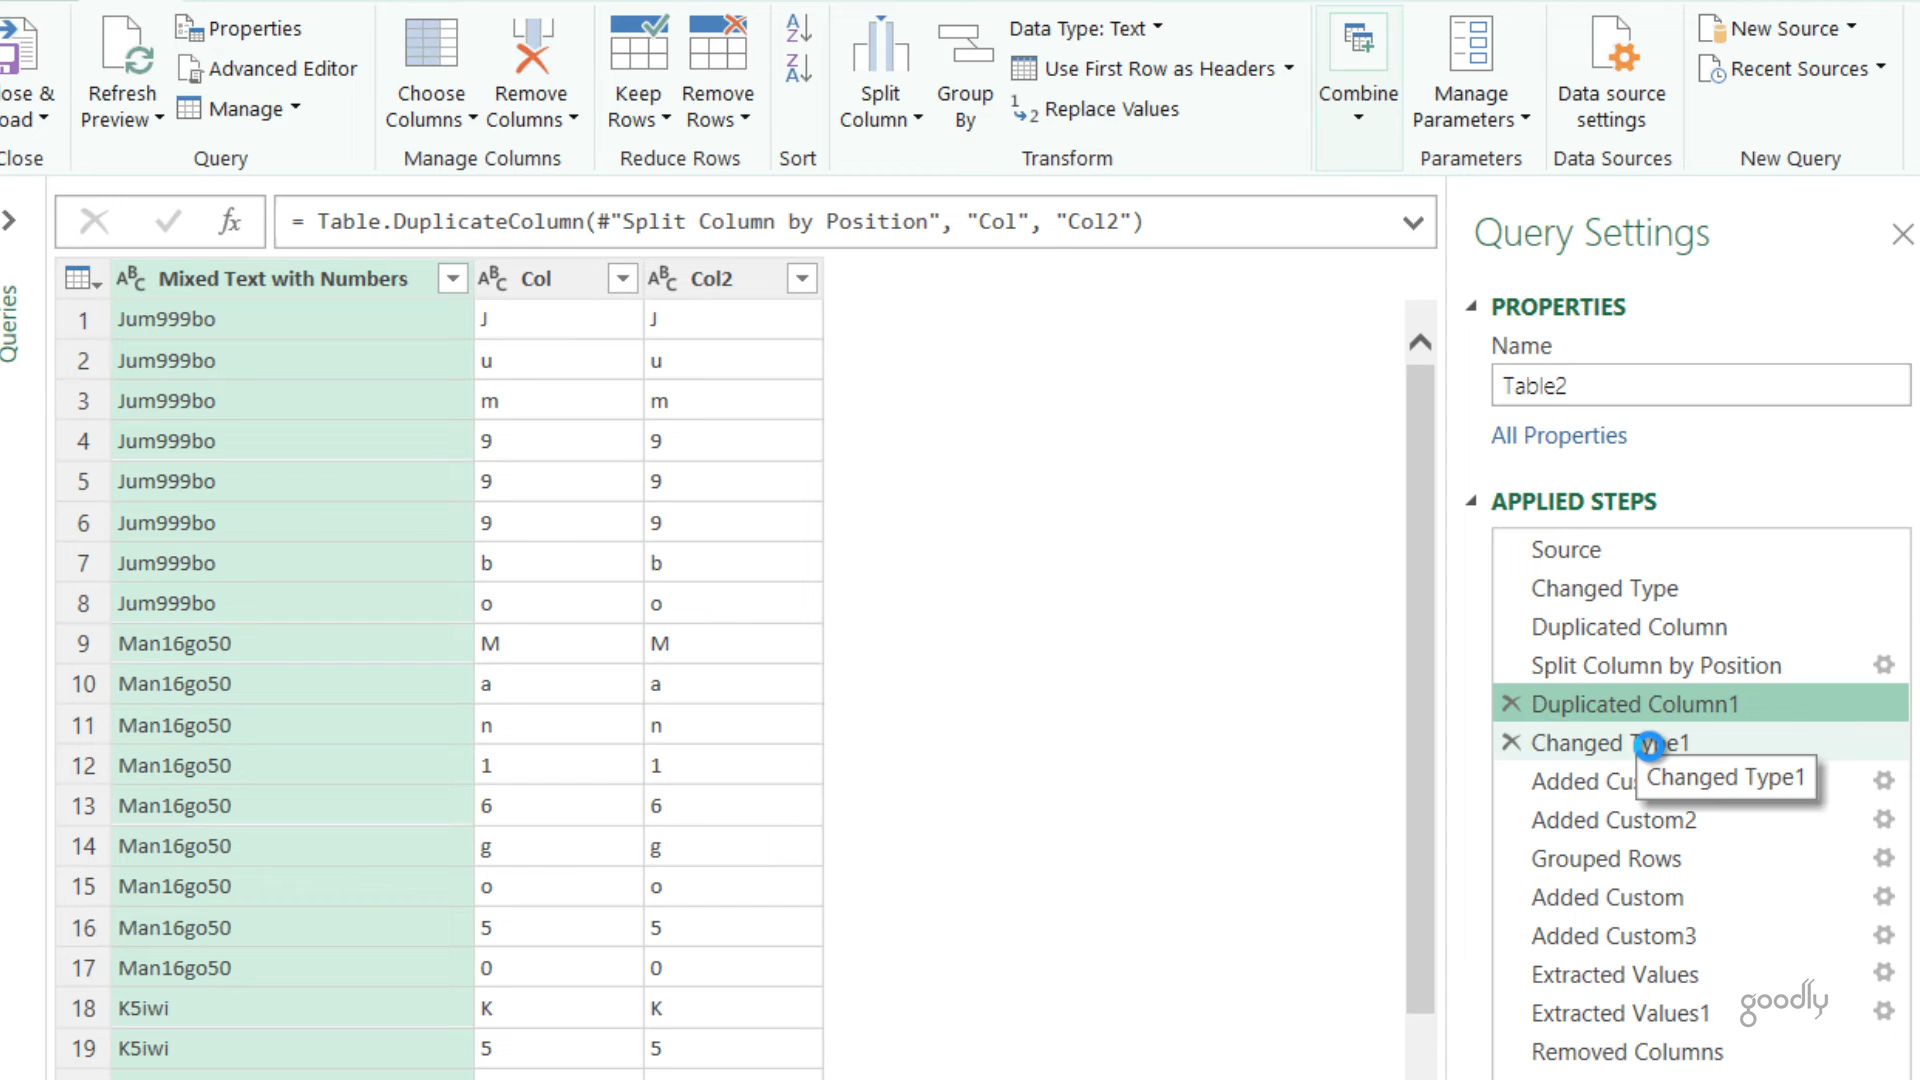 Properties
Advanced Editor
Manage
Refresh
Preview
Query
Close
Choose
Columns
Remove
Columns
Manage Columns
Keep
Rows
Remove
Rows
Reduce Rows
A
Z
Z
A
Sort
Split
Column
Group
By
Data Type: Text
Use First Row as Headers
1
2 Replace Values
Transform
Combine
Manage
Parameters
Parameters
Data source
settings
Data Sources
New Source
Recent Sources
New Query
Queries
fx
= Table.DuplicateColumn(#"Split Column by Position", "Col", "Col2")
ABC Mixed Text with Numbers ABC Col ABC Col2
1 Jum999bo J J
2 Jum999bo u u
3 Jum999bo m m
4 Jum999bo 9 9
5 Jum999bo 9 9
6 Jum999bo 9 9
7 Jum999bo b b
8 Jum999bo o o
9 Man16go50 M M
10 Man16go50 a a
11 Man16go50 n n
12 Man16go50 1 1
13 Man16go50 6 6
14 Man16go50 g g
15 Man16go50 o o
16 Man16go50 5 5
17 Man16go50 0 0
18 K5iwi K K
19 K5iwi 5 5
Query Settings
PROPERTIES
Name
Table2
All Properties
APPLIED STEPS
Source
Changed Type
Duplicated Column
Split Column by Position
Duplicated Column1
Changed Type1
Changed Type1
Added Cu
Added Custom2
Grouped Rows
Added Custom
Added Custom3
Extracted Values
Extracted Values1
Removed Columns
goodly